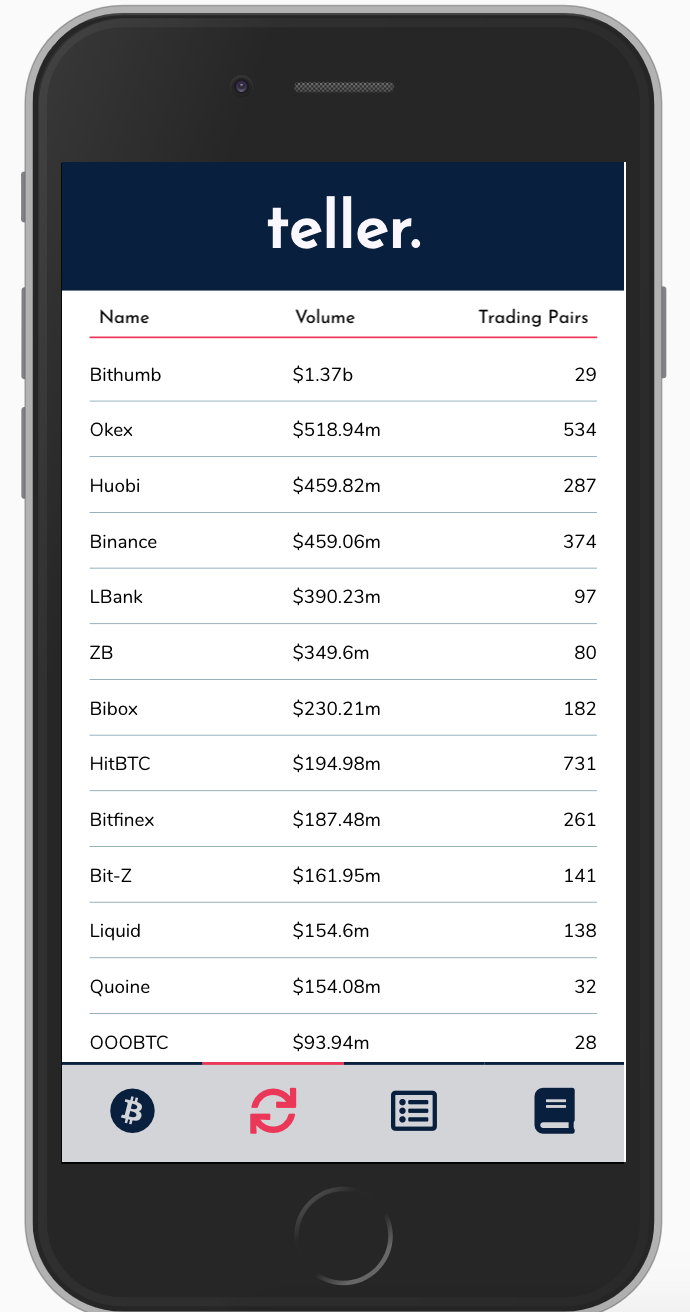 teller.
Name Volume Trading Pairs
Bithumb $1.37b 29
Okex $518.94m 534
Huobi $459.82m 287
Binance $459.06m 374
LBank $390.23m 97
ZB $349.6m 80
Bibox $230.21m 182
HitBTC $194.98m 731
Bitfinex $187.48m 261
Bit-Z $161.95m 141
Liquid $154.6m 138
Quoine $154.08m 32
OOOBTC $93.94m 28